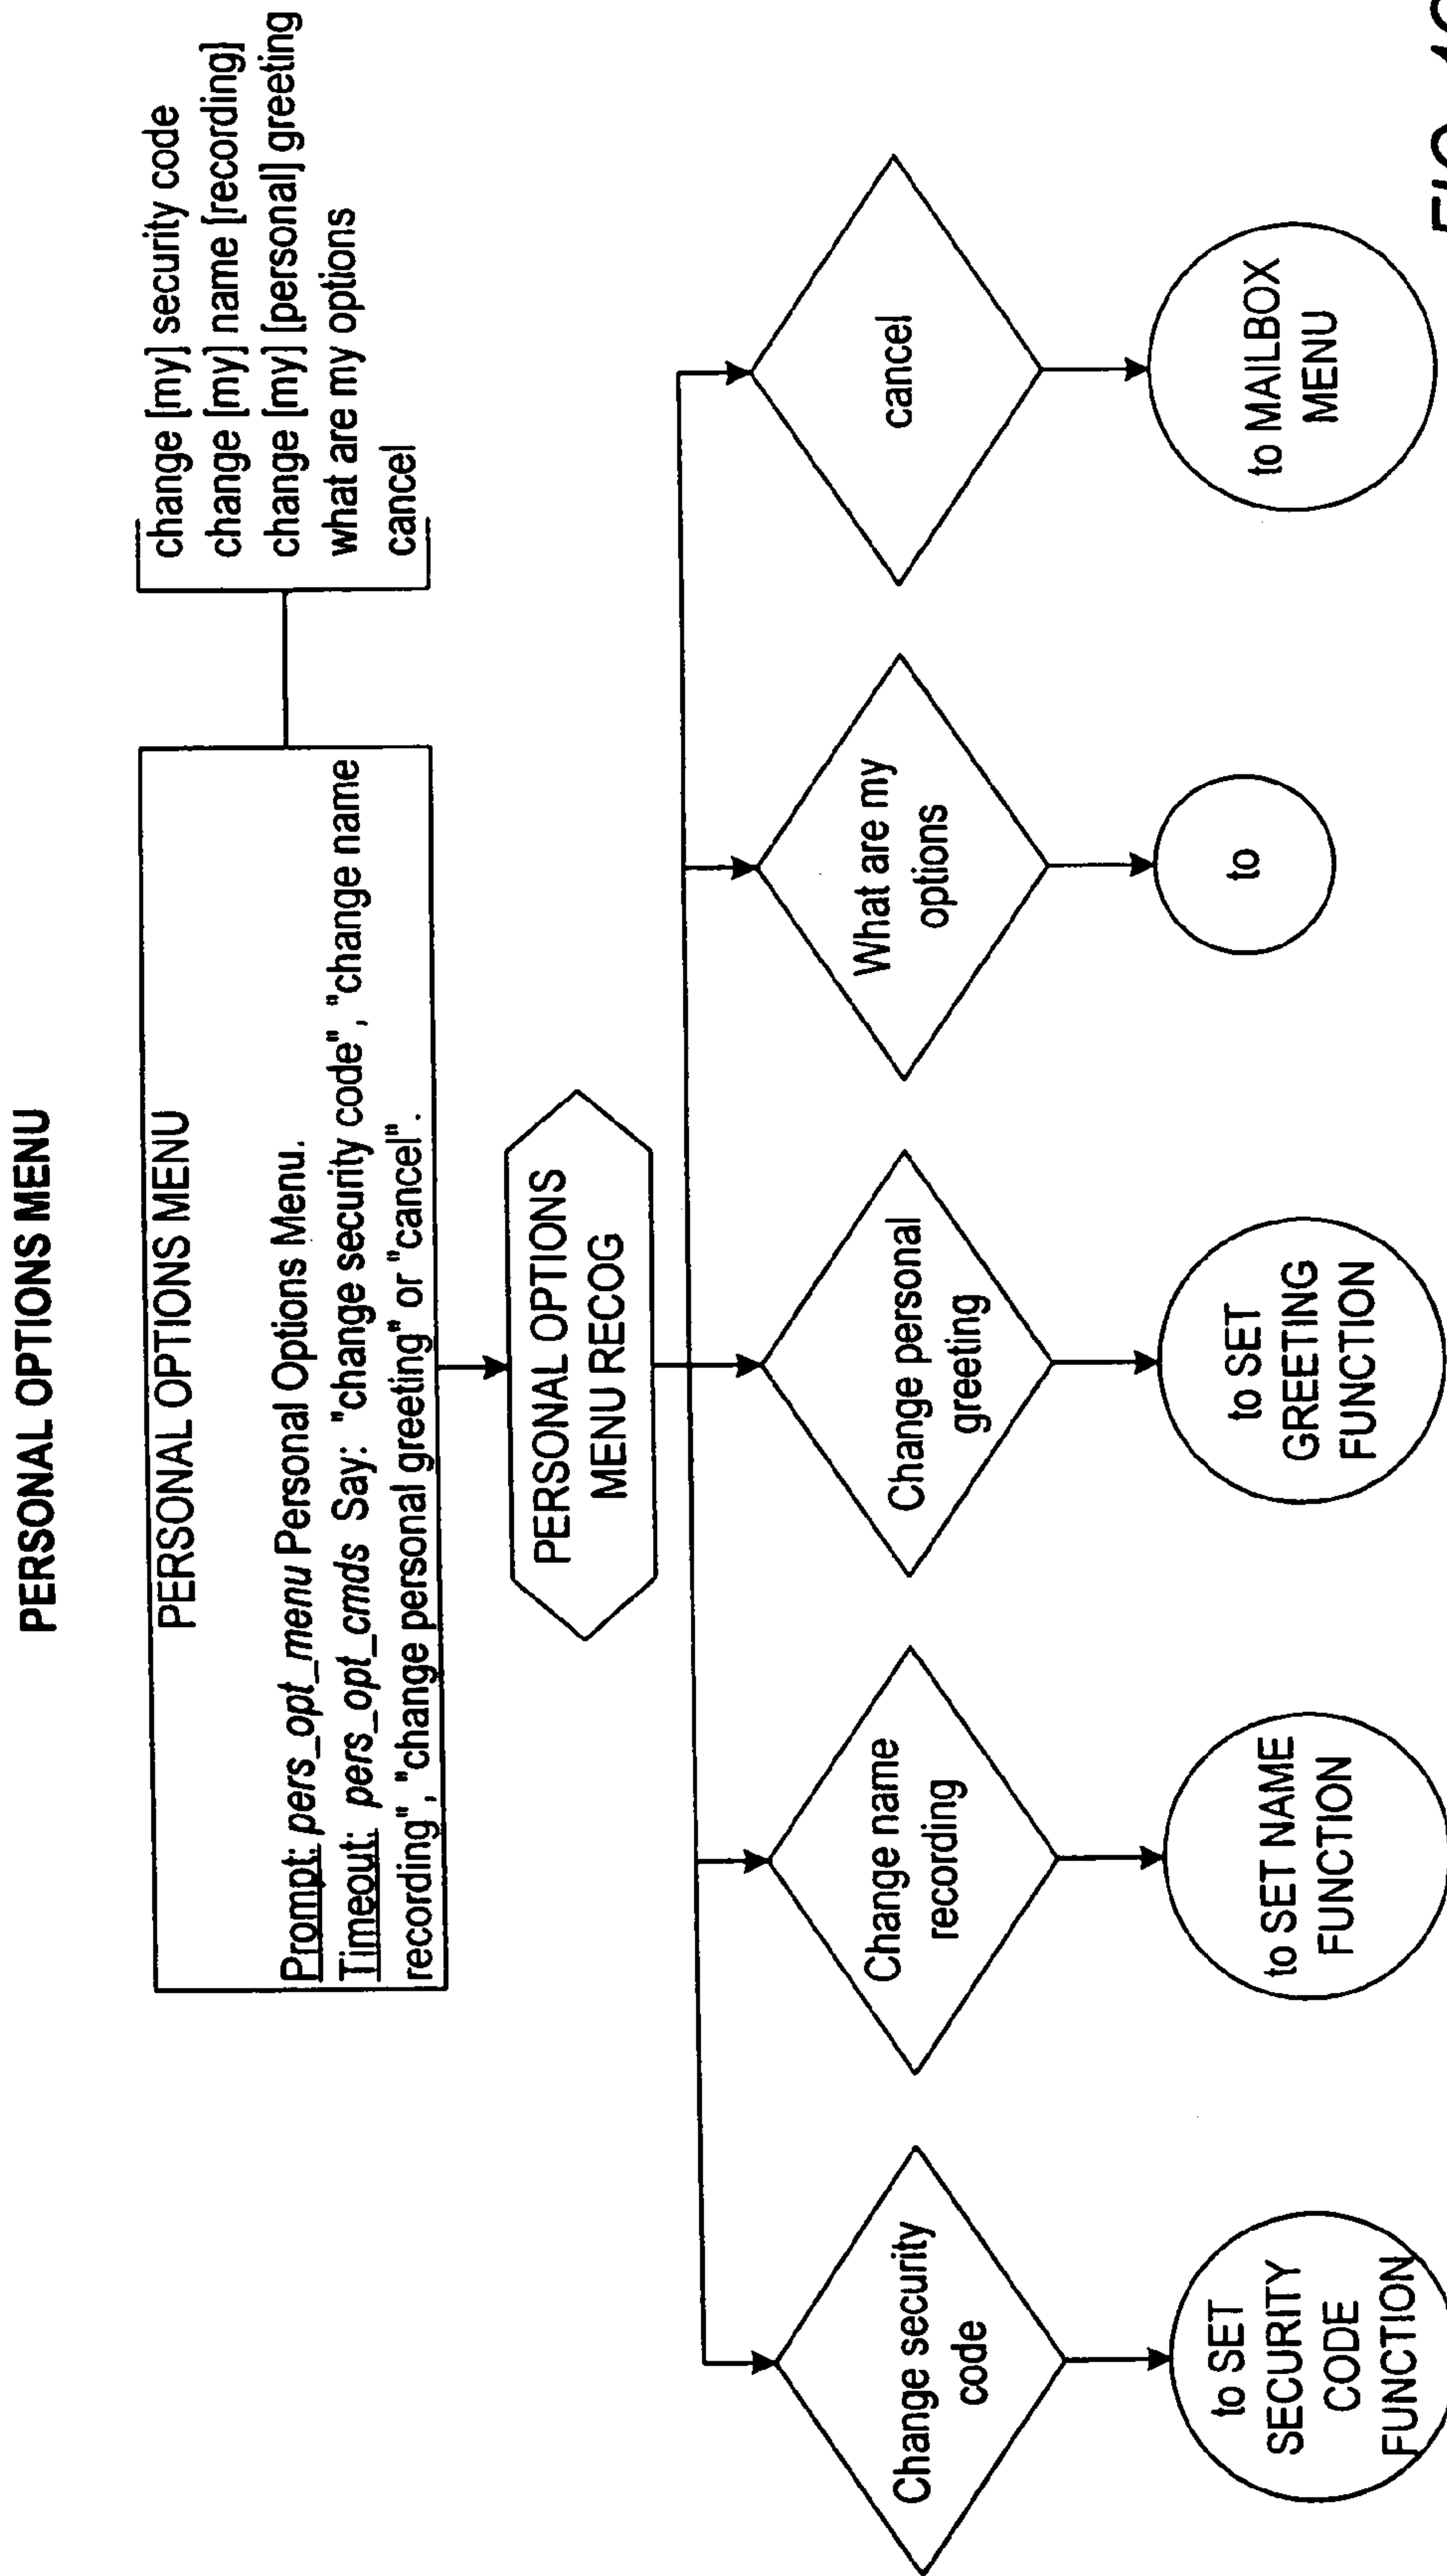 PERSONAL OPTIONS MENU
PERSONAL OPTIONS MENU
Prompt: pers_opt_menu Personal Options Menu.
Timeout: pers_opt_cmds Say: "change security code", "change name
recording", "change personal greeting" or "cancel".
change [my] security code
change [my] name [recording]
change [my] [personal] greeting
what are my options
cancel
PERSONAL OPTIONS
MENU RECOG
Change security
code
Change name
recording
Change personal
greeting
What are my
options
cancel
to SET
SECURITY
CODE
FUNCTION
to SET NAME
FUNCTION
to SET
GREETING
FUNCTION
to
to MAILBOX
MENU